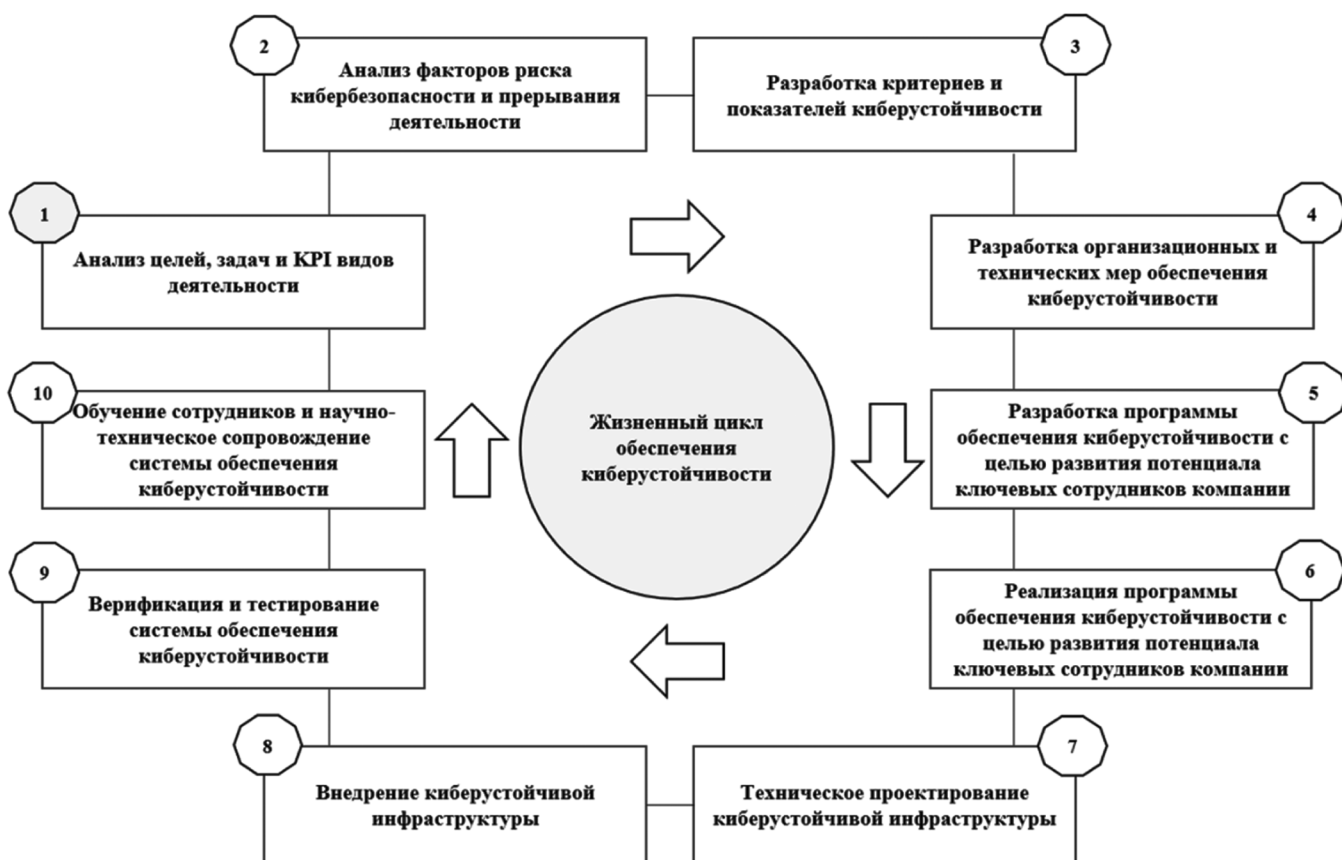 2
Анализ факторов риска
кибербезопасности и прерывания
деятельности
3
Разработка критериев и
показателей киберустойчивости
1
Анализ целей, задач и KPI видов
деятельности
4
Разработка организационных и
технических мер обеспечения
киберустойчивости
10
Обучение сотрудников и научно-
техническое сопровождение
системы обеспечения
киберустойчивости
Жизненный цикл
обеспечения
киберустойчивости
5
Разработка программы
обеспечения киберустойчивости с
целью развития потенциала
ключевых сотрудников компании
9
Верификация и тестирование
системы обеспечения
киберустойчивости
6
Реализация программы
обеспечения киберустойчивости с
целью развития потенциала
ключевых сотрудников компании
8
Внедрение киберустойчивой
инфраструктуры
7
Техническое проектирование
киберустойчивой инфраструктуры